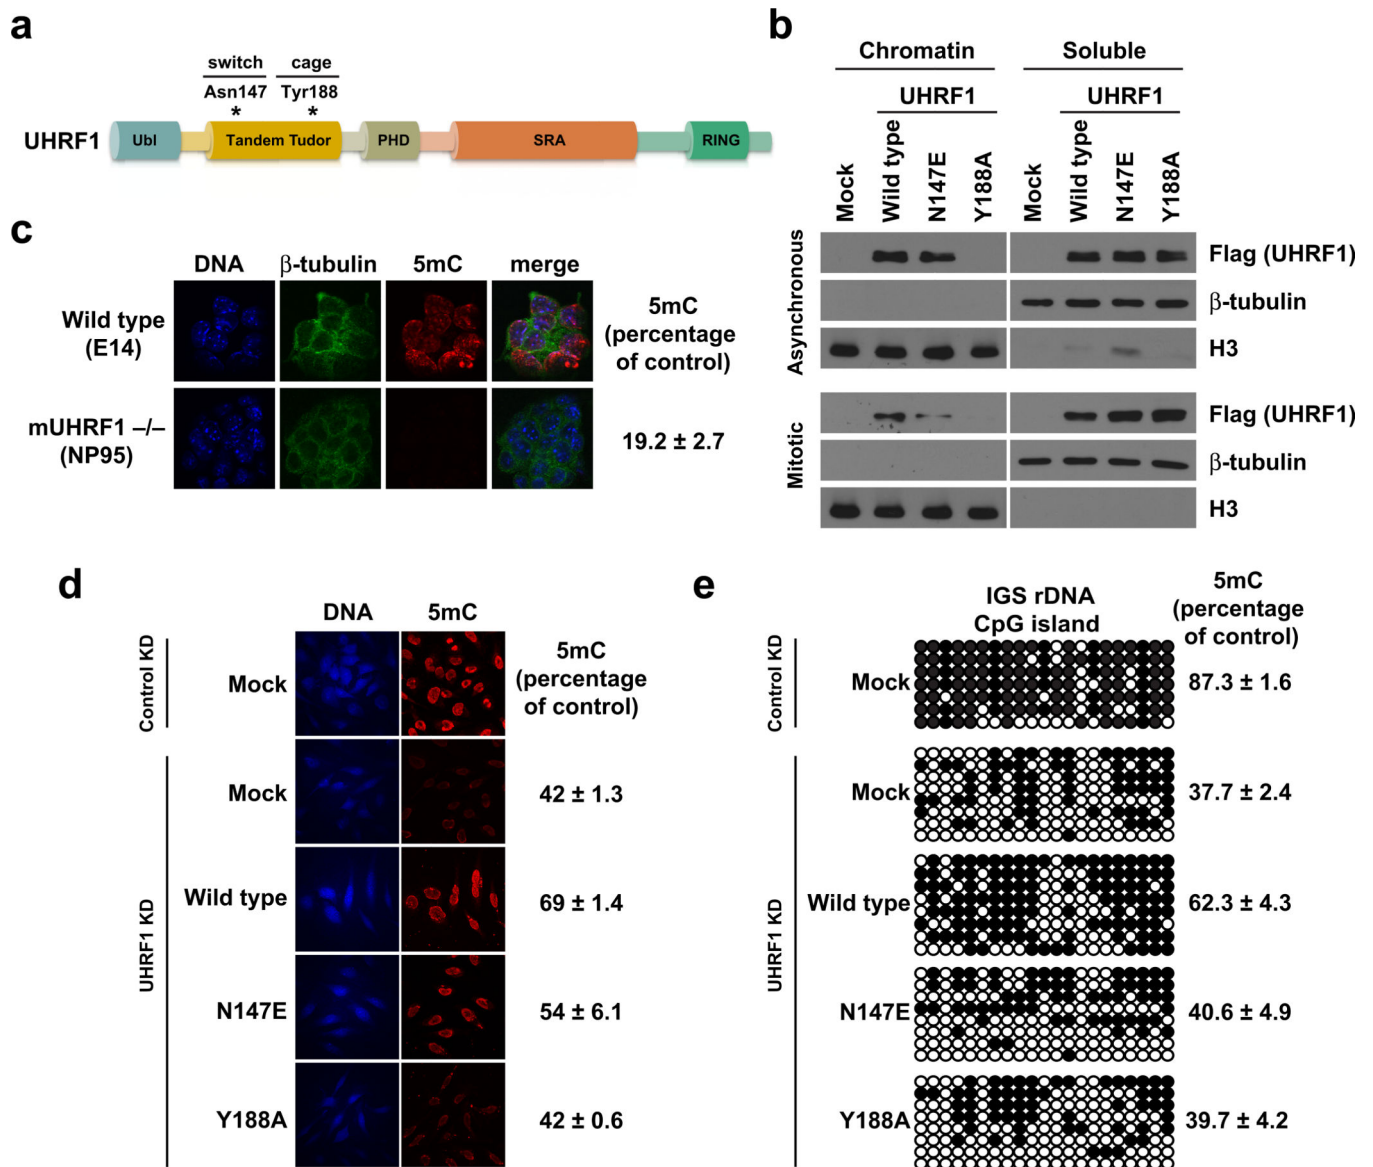 a
switch
cage
Asn147
Tyr188
*
*
UHRF1
Ubl
Tandem Tudor
PHD
SRA
RING
b
Chromatin
Soluble
UHRF1
UHRF1
Mock
Wild type
N147E
Y188A
Mock
Wild type
N147E
Y188A
Asynchronous
Flag (UHRF1)
β-tubulin
H3
Mitotic
Flag (UHRF1)
β-tubulin
H3
c
DNA
β-tubulin
5mC
merge
5mC
(percentage
of control)
Wild type
(E14)
mUHRF1 –/–
(NP95)
19.2 ± 2.7
d
DNA
5mC
5mC
(percentage
of control)
Control KD
Mock
UHRF1 KD
Mock
42 ± 1.3
Wild type
69 ± 1.4
N147E
54 ± 6.1
Y188A
42 ± 0.6
e
IGS rDNA
CpG island
5mC
(percentage
of control)
Control KD
Mock
87.3 ± 1.6
UHRF1 KD
Mock
37.7 ± 2.4
Wild type
62.3 ± 4.3
N147E
40.6 ± 4.9
Y188A
39.7 ± 4.2